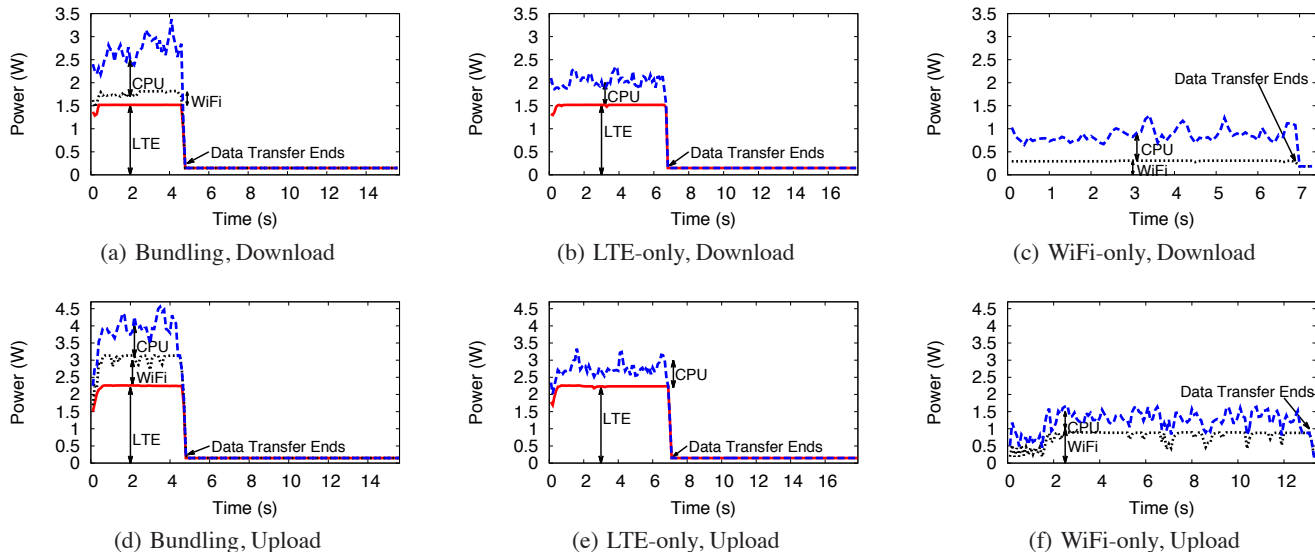 3.5
3
2.5
2
1.5
1
0.5
0
Power (W)
CPU
WiFi
LTE
Data Transfer Ends
0 2 4 6 8 10 12 14
Time (s)
(a) Bundling, Download
3.5
3
2.5
2
1.5
1
0.5
0
Power (W)
CPU
LTE
Data Transfer Ends
0 2 4 6 8 10 12 14 16
Time (s)
(b) LTE-only, Download
3.5
3
2.5
2
1.5
1
0.5
0
Power (W)
Data Transfer Ends
CPU
WiFi
0 1 2 3 4 5 6 7
Time (s)
(c) WiFi-only, Download
4.5
4
3.5
3
2.5
2
1.5
1
0.5
0
Power (W)
CPU
WiFi
LTE
Data Transfer Ends
0 2 4 6 8 10 12 14
Time (s)
(d) Bundling, Upload
4.5
4
3.5
3
2.5
2
1.5
1
0.5
0
Power (W)
CPU
LTE
Data Transfer Ends
0 2 4 6 8 10 12 14 16
Time (s)
(e) LTE-only, Upload
4.5
4
3.5
3
2.5
2
1.5
1
0.5
0
Power (W)
Data Transfer Ends
CPU
WiFi
0 2 4 6 8 10 12
Time (s)
(f) WiFi-only, Upload